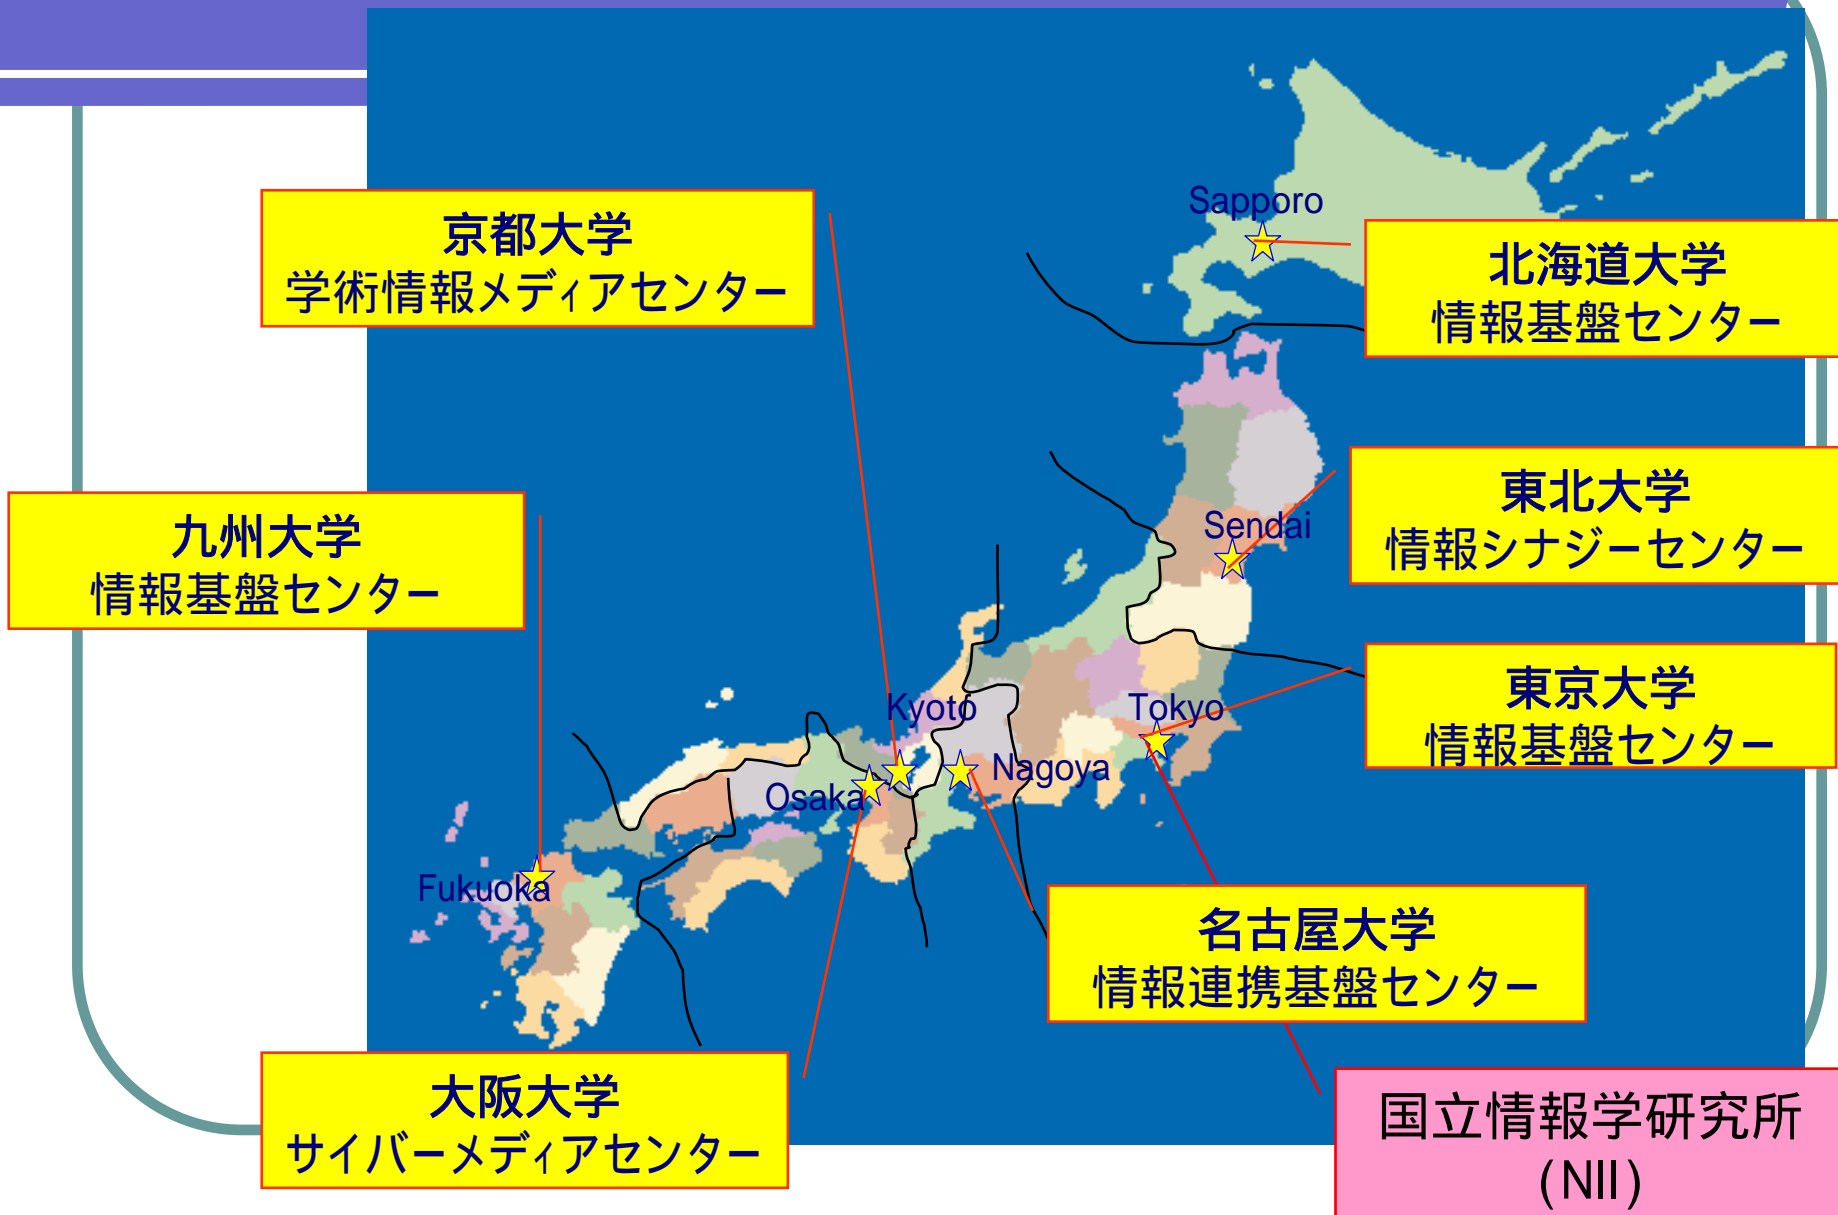 Sapporo
京都大学
学術情報メディアセンター
北海道大学
情報基盤センター
東北大学
情報シナジーセンター
Sendai
九州大学
情報基盤センター
東京大学
情報基盤センター
Kyoto
Tokyo
Nagoya
Osaka
Fukuoka
名古屋大学
情報連携基盤センター
大阪大学
サイバーメディアセンター
国立情報学研究所
(NII)